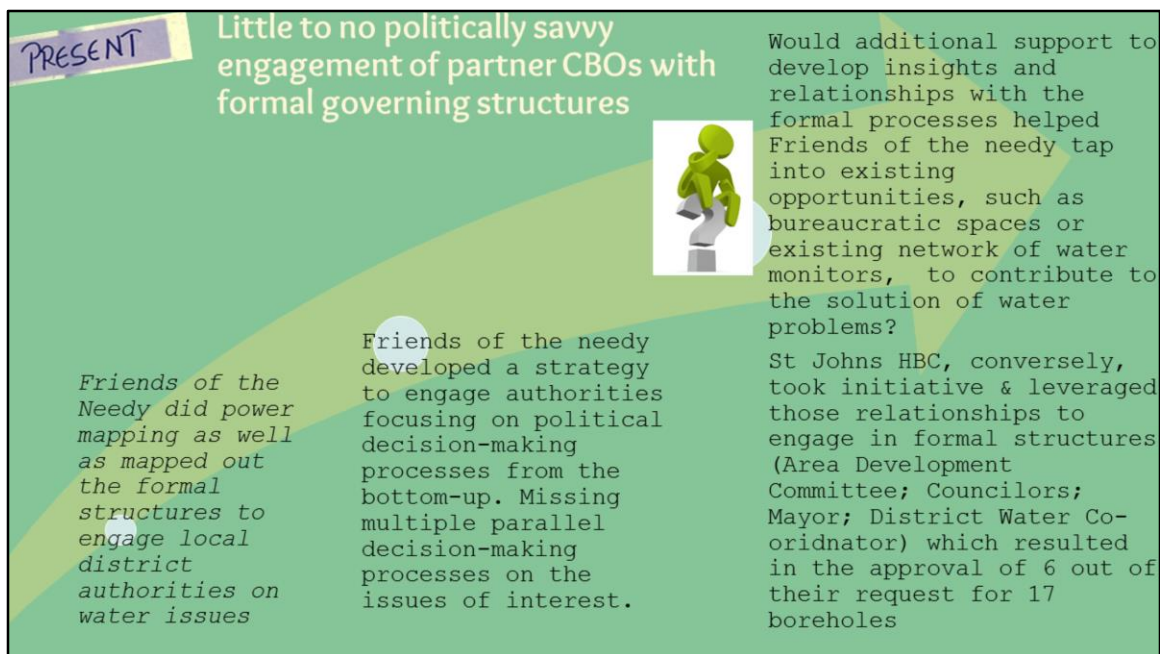 PRESENT
Little to no politically savvy
engagement of partner CBOs with
formal governing structures
Friends of the
Needy did power
mapping as well
as mapped out
the formal
structures to
engage local
district
authorities on
water issues
Friends of the needy
developed a strategy
to engage authorities
focusing on political
decision-making
processes from the
bottom-up. Missing
multiple parallel
decision-making
processes on the
issues of interest.
Would additional support to
develop insights and
relationships with the
formal processes helped
Friends of the needy tap
into existing
opportunities, such as
bureaucratic spaces or
existing network of water
monitors,  to contribute to
the solution of water
problems?
St Johns HBC, conversely,
took initiative & leveraged
those relationships to
engage in formal structures
(Area Development
Committee; Councilors;
Mayor; District Water Co-
oridnator) which resulted
in the approval of 6 out of
their request for 17
boreholes